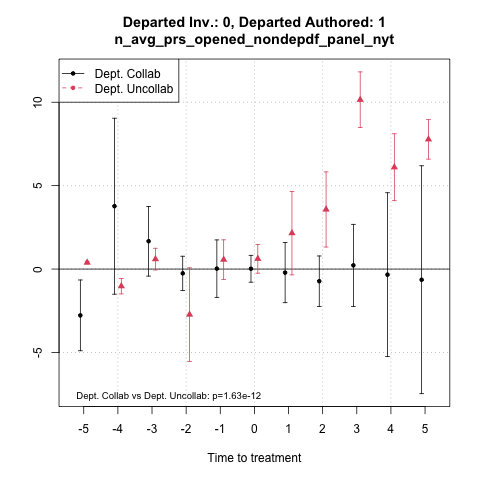 Departed Inv.: 0, Departed Authored: 1
n_avg_prs_opened_nondepdf_panel_nyt
Dept. Collab
Dept. Uncollab
10
5
0
-5
Dept. Collab vs Dept. Uncollab: p=1.63e-12
-5 -4 -3 -2 -1 0 1 2 3 4 5
Time to treatment